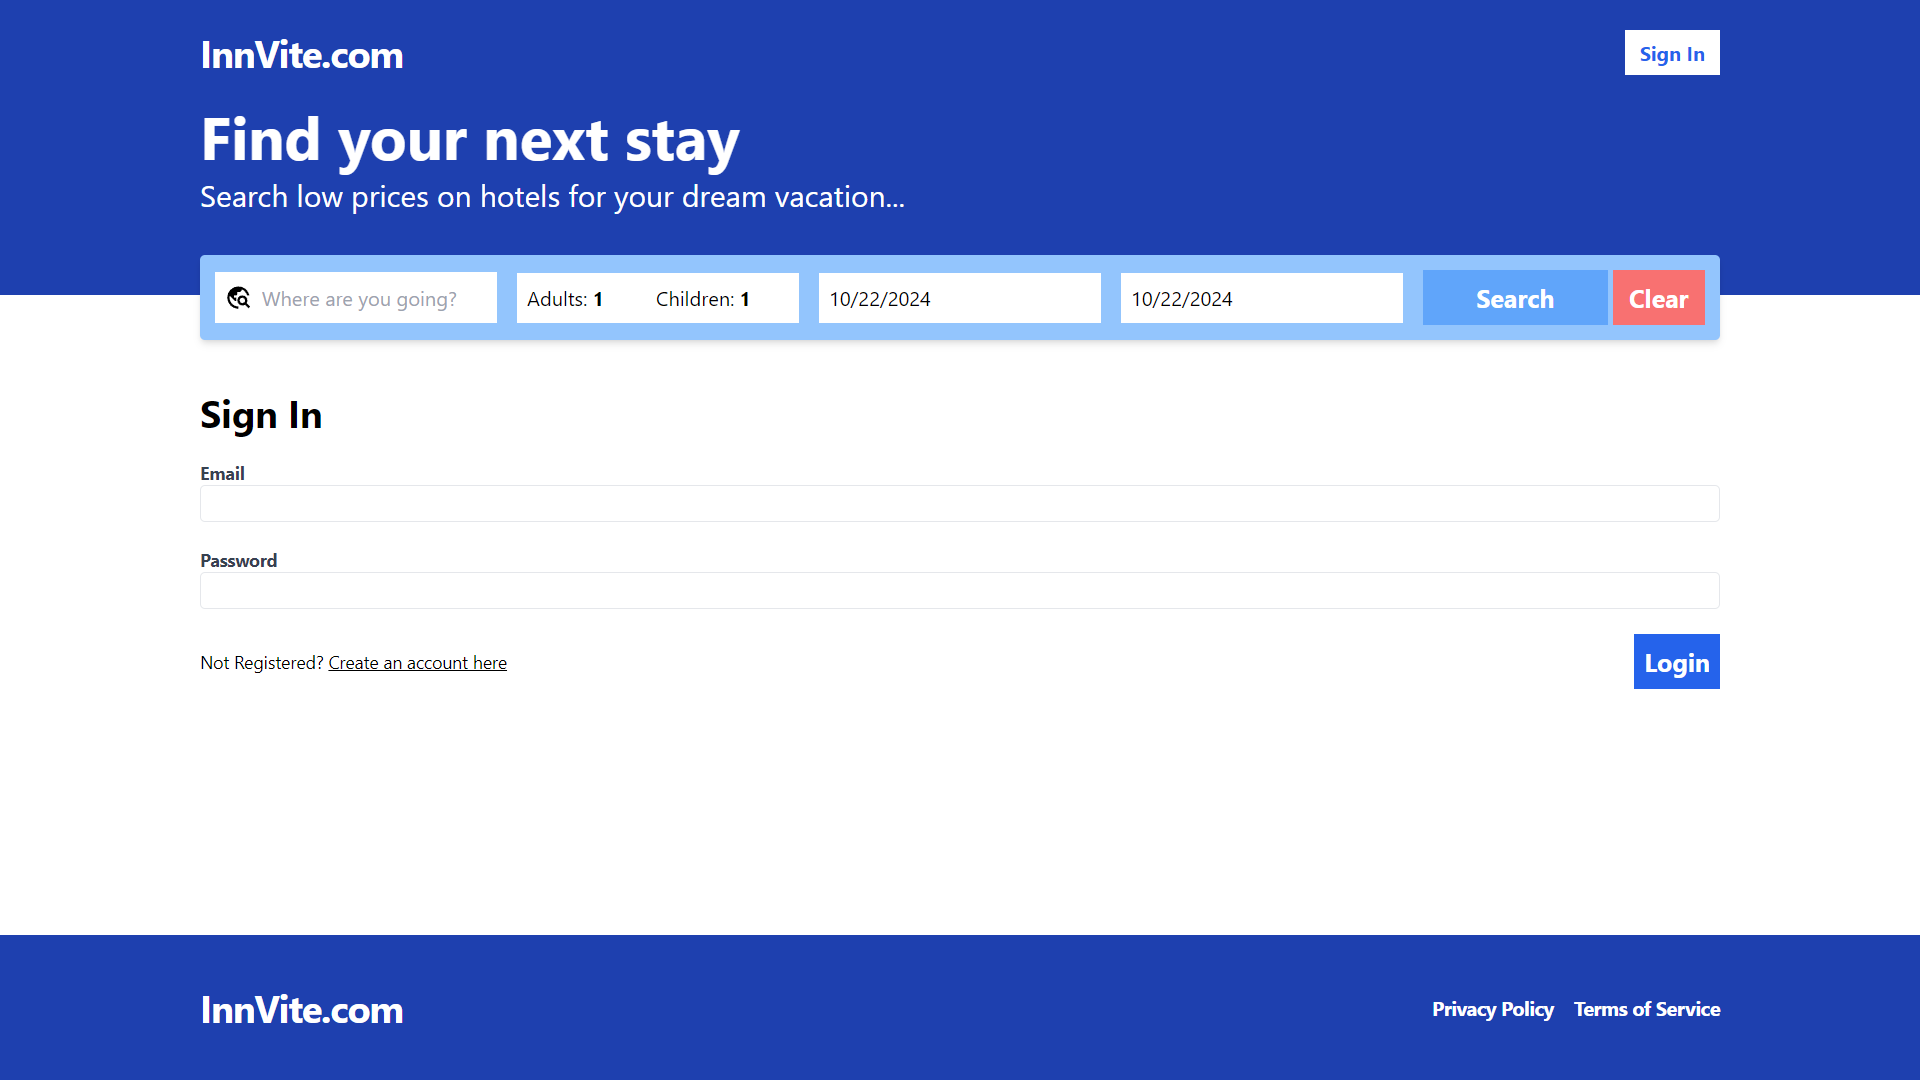 InnVite.com
Sign In
Find your next stay
Search low prices on hotels for your dream vacation...
Where are you going?
Adults: 1
Children: 1
10/22/2024
10/22/2024
Search
Clear
Sign In
Email
Password
Not Registered? Create an account here
Login
InnVite.com
Privacy Policy
Terms of Service